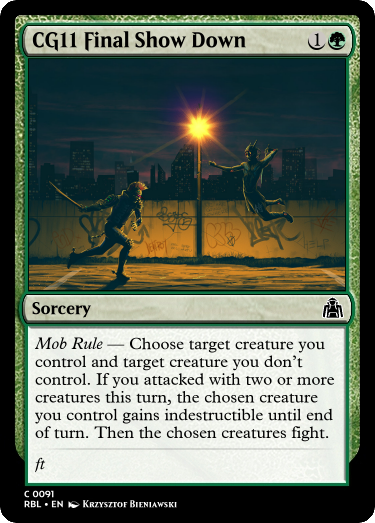 CG11 Final Show Down 1
Sorcery
Mob Rule — Choose target creature you
control and target creature you don't
control. If you attacked with two or more
creatures this turn, the chosen creature
you control gains indestructible until end
of turn. Then the chosen creatures fight.
ft
C 0091
RBL • EN Krzysztof Bieniawski